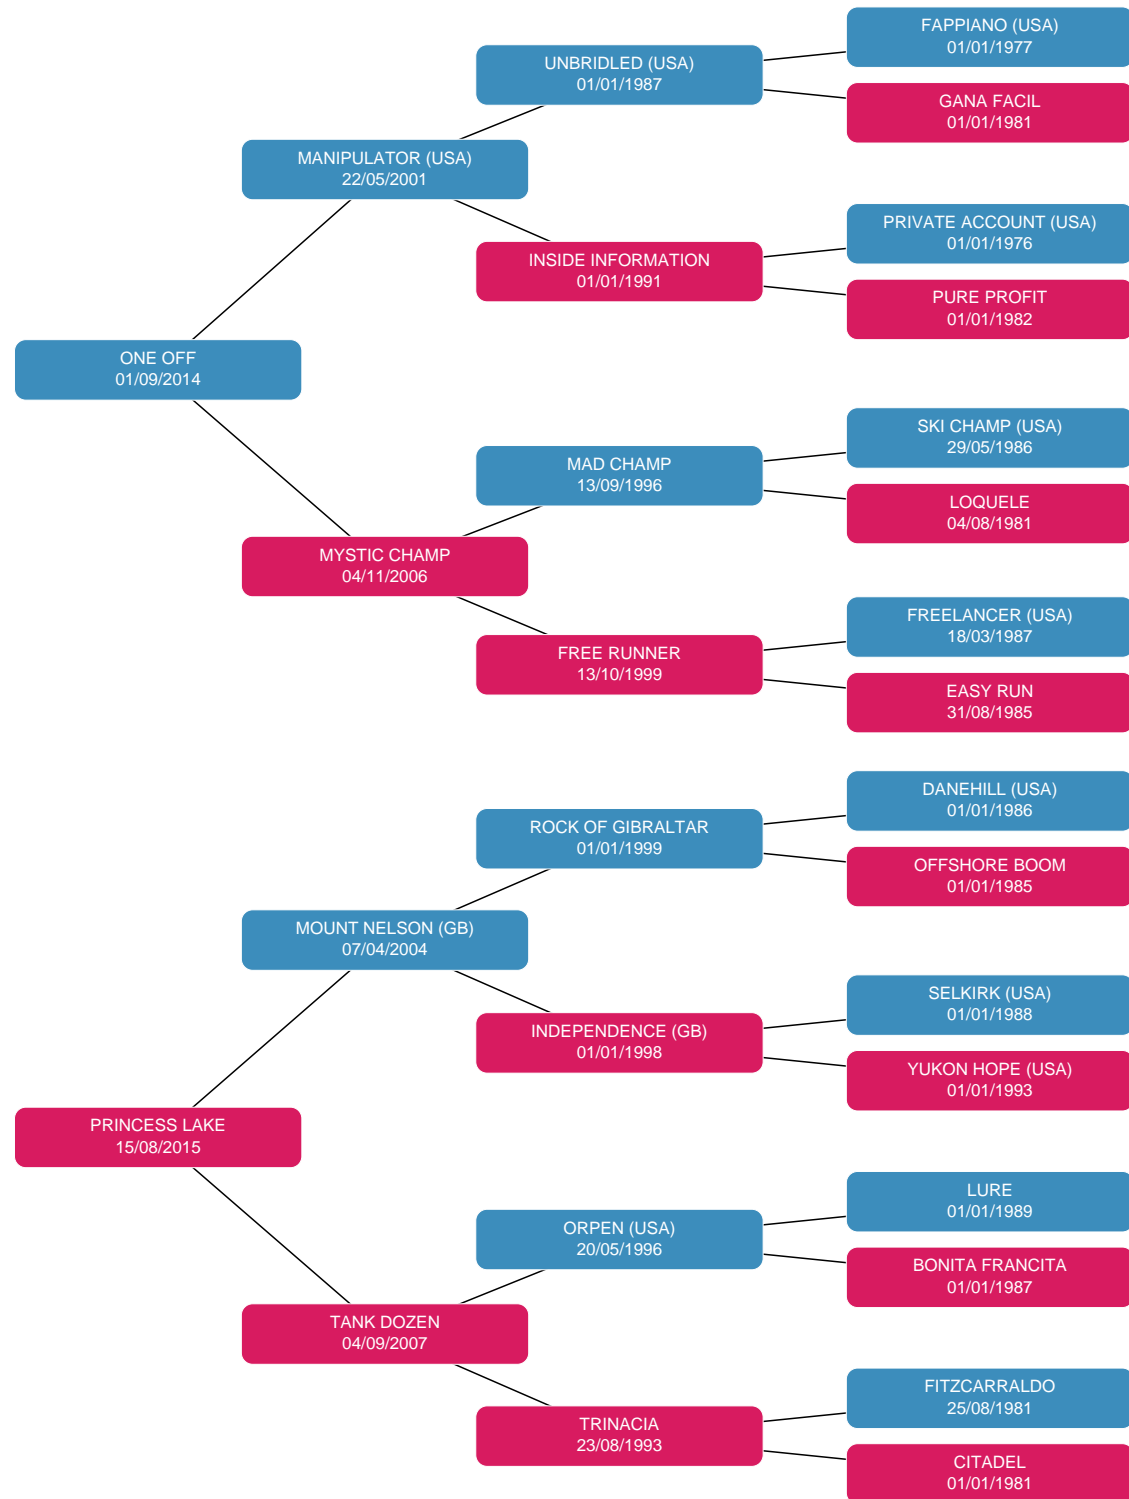 FAPPIANO (USA)
01/01/1977
UNBRIDLED (USA)
01/01/1987
GANA FACIL
01/01/1981
MANIPULATOR (USA)
22/05/2001
PRIVATE ACCOUNT (USA)
01/01/1976
INSIDE INFORMATION
01/01/1991
PURE PROFIT
01/01/1982
ONE OFF
01/09/2014
SKI CHAMP (USA)
29/05/1986
MAD CHAMP
13/09/1996
LOQUELE
04/08/1981
MYSTIC CHAMP
04/11/2006
FREELANCER (USA)
18/03/1987
FREE RUNNER
13/10/1999
EASY RUN
31/08/1985
DANEHILL (USA)
01/01/1986
ROCK OF GIBRALTAR
01/01/1999
OFFSHORE BOOM
01/01/1985
MOUNT NELSON (GB)
07/04/2004
SELKIRK (USA)
01/01/1988
INDEPENDENCE (GB)
01/01/1998
YUKON HOPE (USA)
01/01/1993
PRINCESS LAKE
15/08/2015
LURE
01/01/1989
ORPEN (USA)
20/05/1996
BONITA FRANCITA
01/01/1987
TANK DOZEN
04/09/2007
FITZCARRALDO
25/08/1981
TRINACIA
23/08/1993
CITADEL
01/01/1981